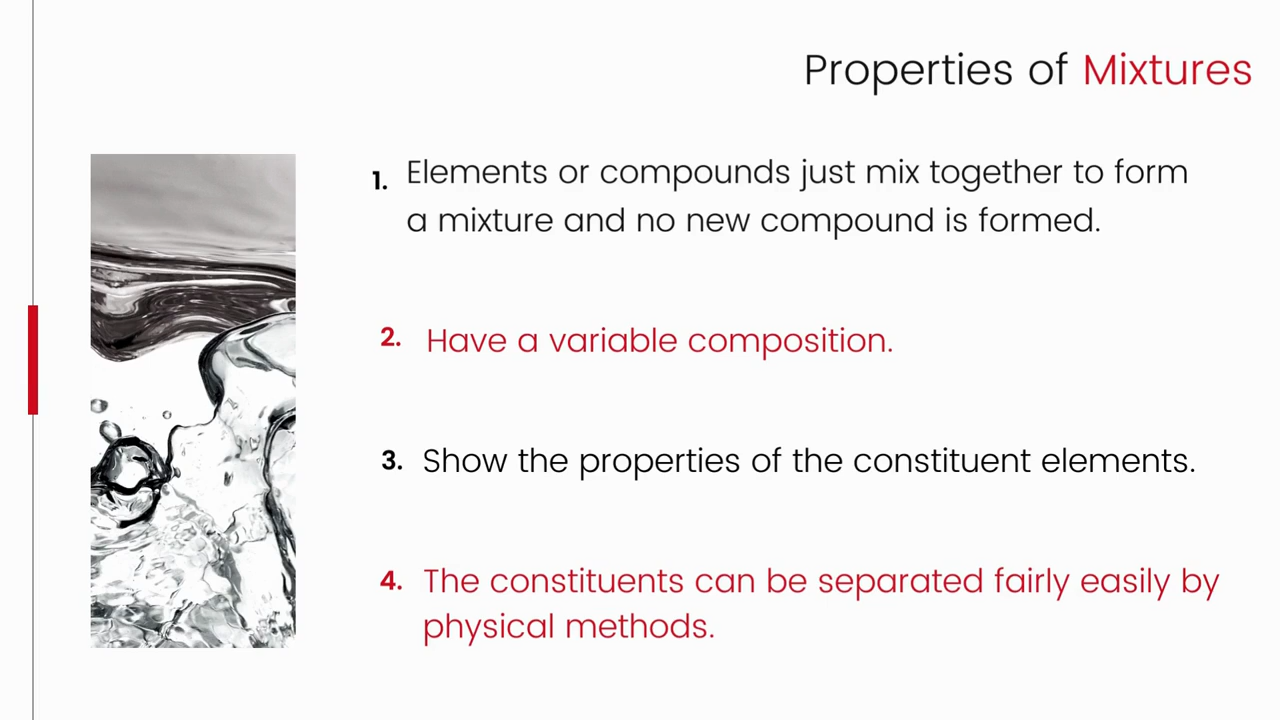 Properties of Mixtures
1. Elements or compounds just mix together to form
a mixture and no new compound is formed.
2. Have a variable composition.
3. Show the properties of the constituent elements.
4. The constituents can be separated fairly easily by
physical methods.